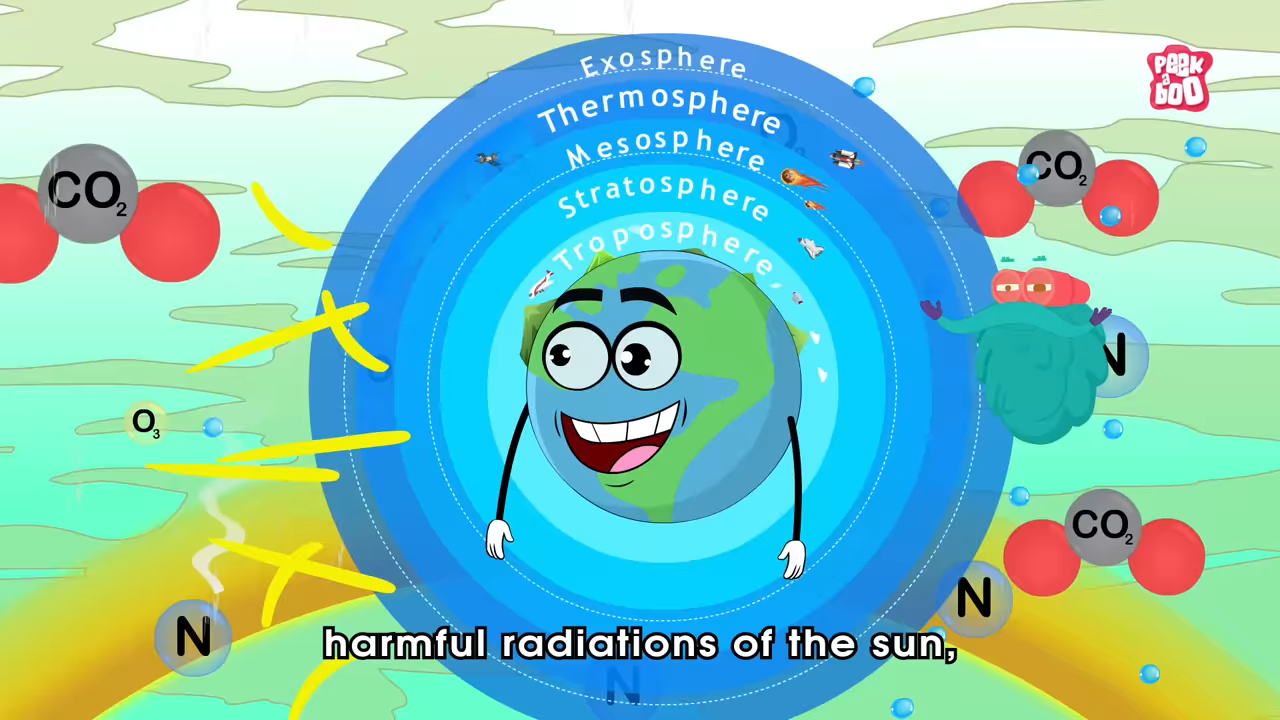 Exosphere
Thermosphere
Mesosphere
Stratosphere
Troposphere
PEEK
a
BOO
CO₂
CO₂
O₃
N
CO₂
N
N
N
harmful radiations of the sun,